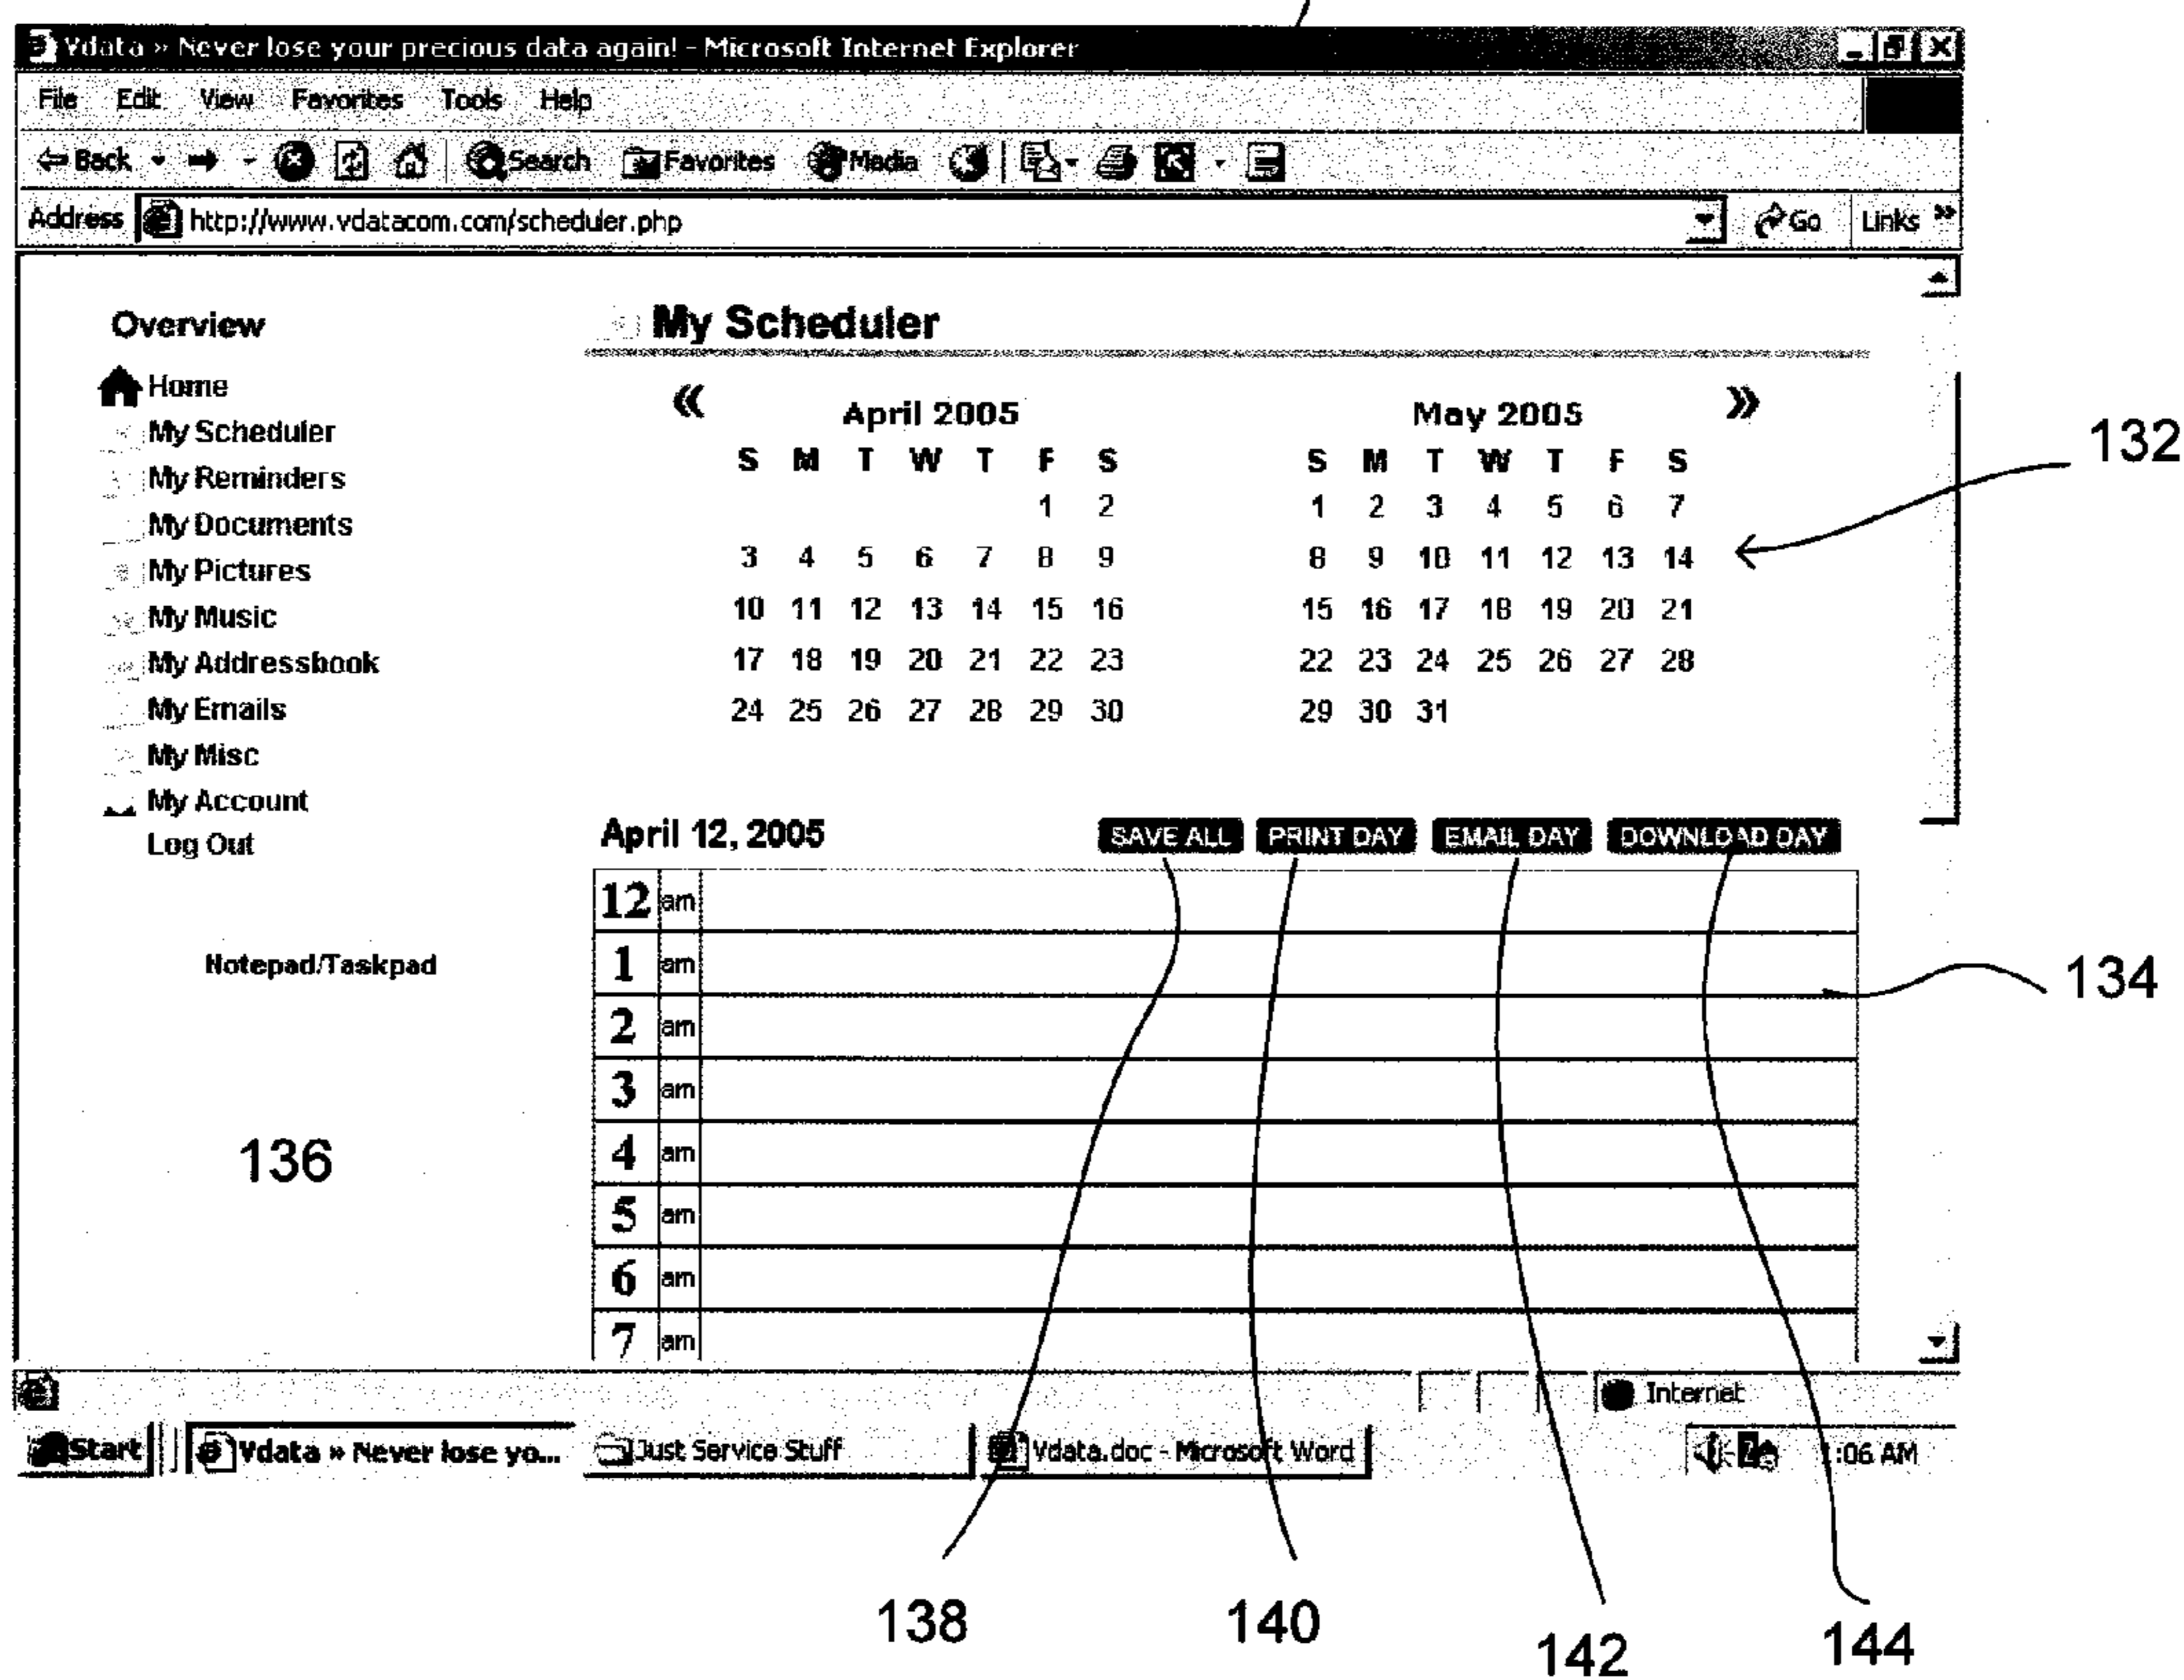 Vdata » Never lose your precious data again! - Microsoft Internet Explorer
File Edit View Favorites Tools Help
Back Search Favorites Media
Address http://www.vdatacom.com/scheduler.php Go Links »
Overview
Home
My Scheduler
My Reminders
My Documents
My Pictures
My Music
My Addressbook
My Emails
My Misc
My Account
Log Out
Notepad/Taskpad
136
My Scheduler
« April 2005
S M T W T F S
1 2
3 4 5 6 7 8 9
10 11 12 13 14 15 16
17 18 19 20 21 22 23
24 25 26 27 28 29 30
May 2005 »
S M T W T F S
1 2 3 4 5 6 7
8 9 10 11 12 13 14
15 16 17 18 19 20 21
22 23 24 25 26 27 28
29 30 31
132
April 12, 2005 SAVE ALL PRINT DAY EMAIL DAY DOWNLOAD DAY
12 am
1 am
2 am
3 am
4 am
5 am
6 am
7 am
134
Internet
Start Vdata » Never lose yo... Just Service Stuff Vdata.doc - Microsoft Word :06 AM
138 140 142 144